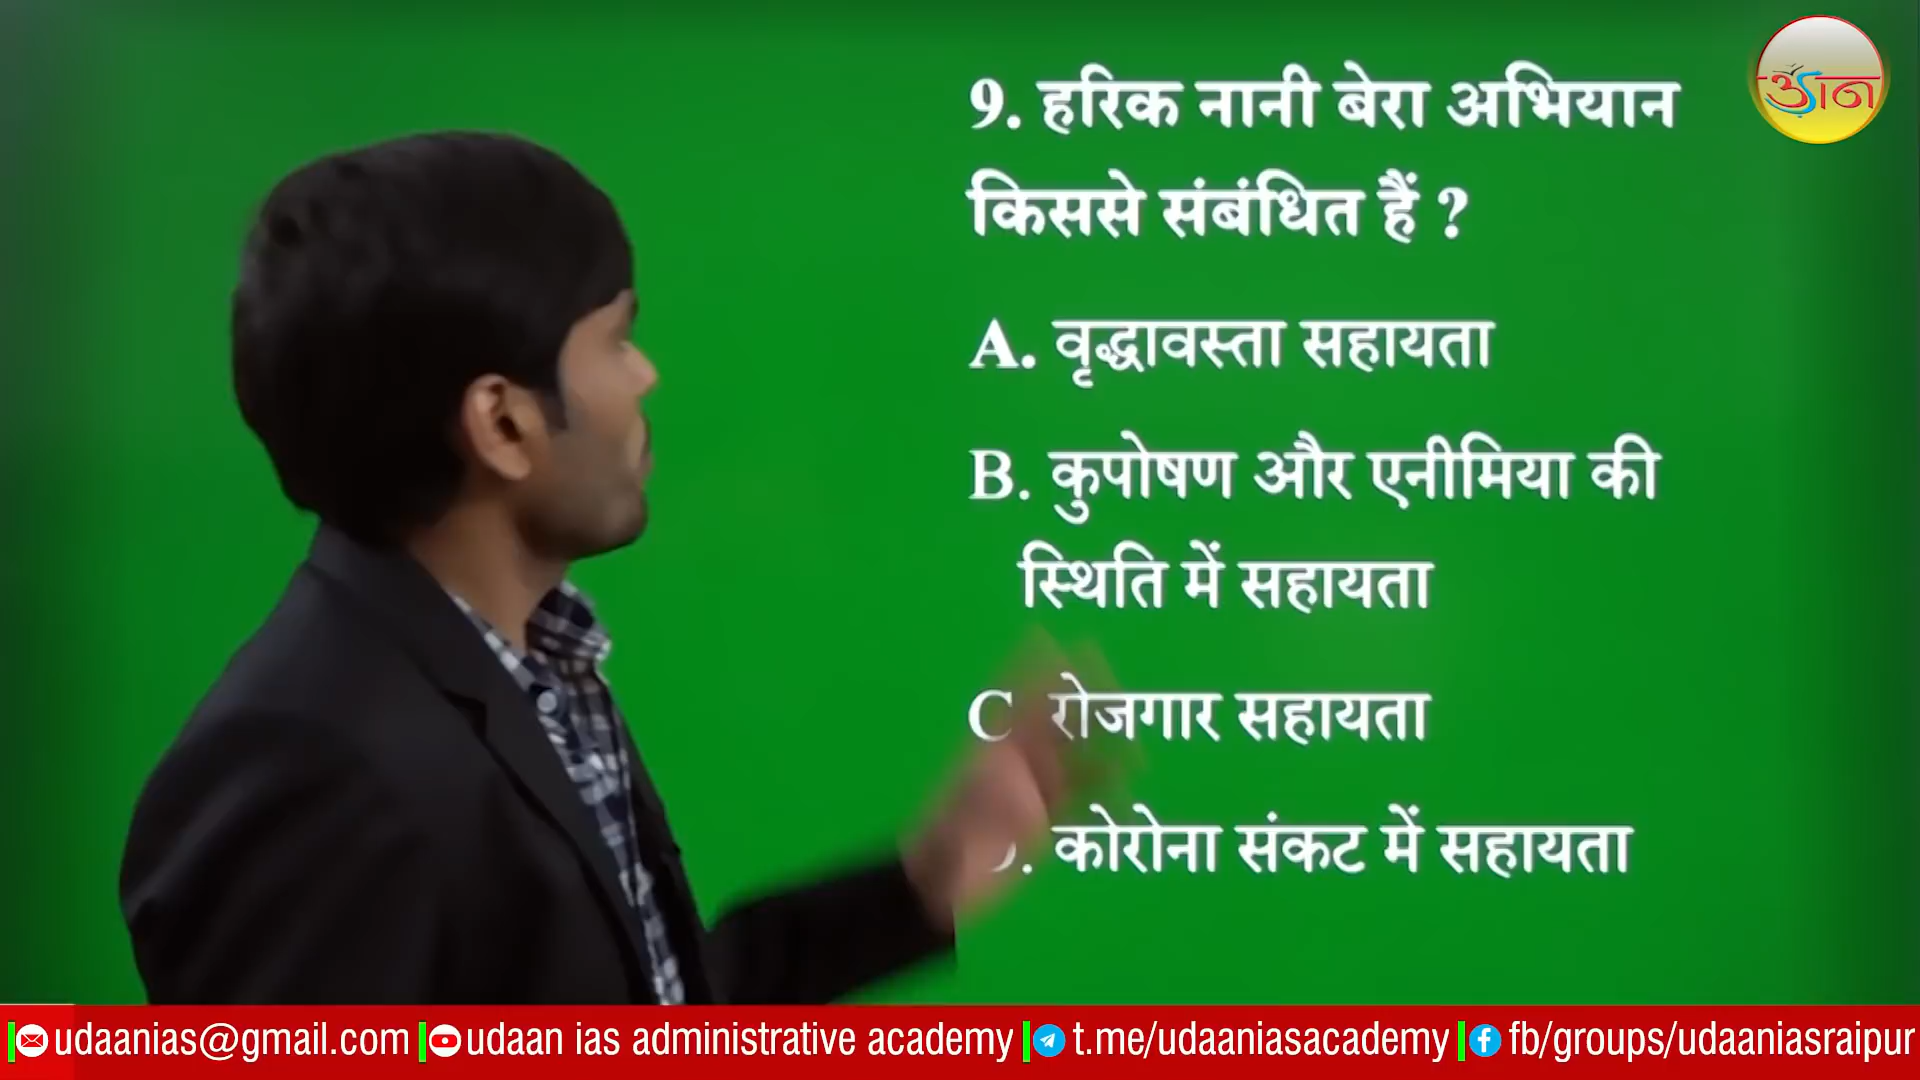 9. हरिक नानी बेरा अभियान
किससे संबंधित हैं ?
A. वृद्धावस्ता सहायता
B. कुपोषण और एनीमिया की
स्थिति में सहायता
C रोजगार सहायता
कोरोना संकट में सहायता
उड़ान
udaanias@gmail.com udaan ias administrative academy t.me/udaaniasacademy fb/groups/udaaniasraipur